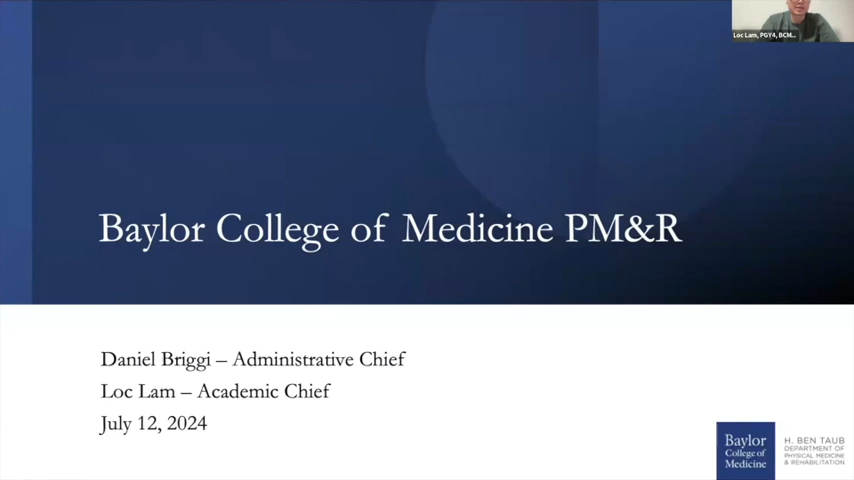 Loc Lam, PGY4, BCM...
Baylor College of Medicine PM&R
Daniel Briggi – Administrative Chief
Loc Lam – Academic Chief
July 12, 2024
Baylor
College of
Medicine
H. BEN TAUB
DEPARTMENT OF
PHYSICAL MEDICINE
& REHABILITATION